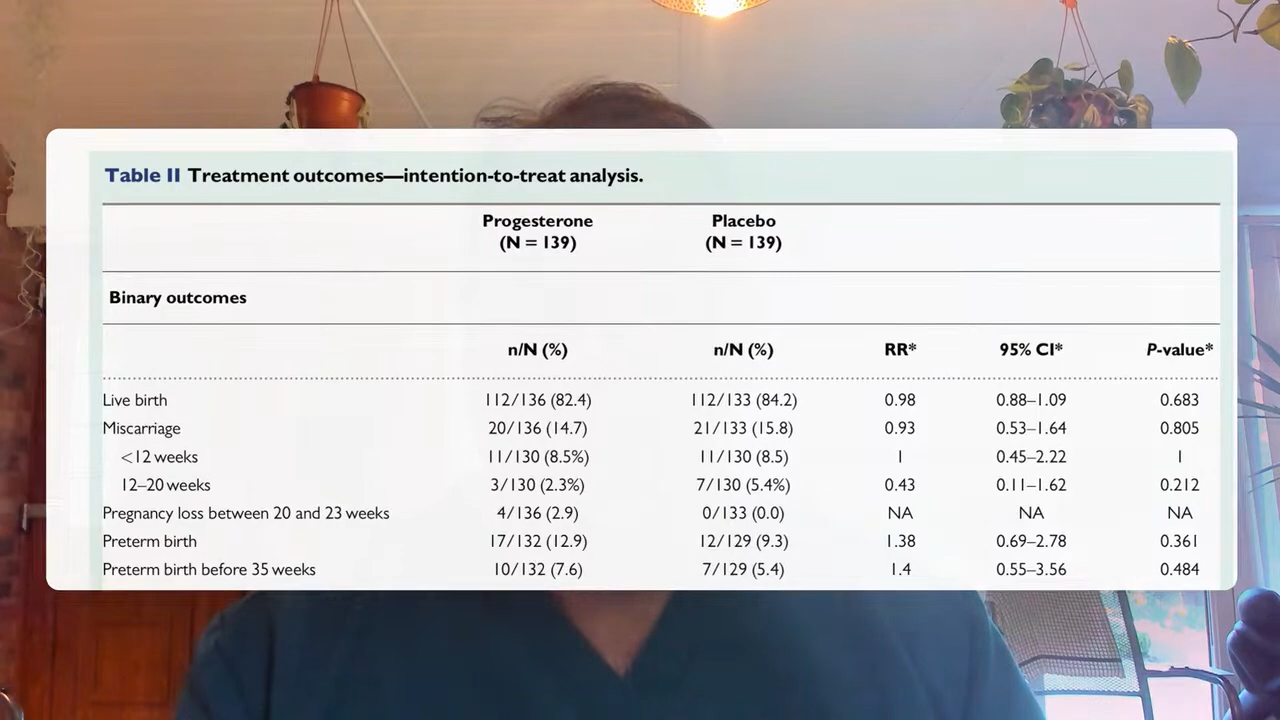 Table II Treatment outcomes—intention-to-treat analysis.
Progesterone Placebo
(N = 139) (N = 139)
Binary outcomes
n/N (%) n/N (%) RR* 95% CI* P-value*
Live birth 112/136 (82.4) 112/133 (84.2) 0.98 0.88–1.09 0.683
Miscarriage 20/136 (14.7) 21/133 (15.8) 0.93 0.53–1.64 0.805
<12 weeks 11/130 (8.5%) 11/130 (8.5) 1 0.45–2.22 1
12–20 weeks 3/130 (2.3%) 7/130 (5.4%) 0.43 0.11–1.62 0.212
Pregnancy loss between 20 and 23 weeks 4/136 (2.9) 0/133 (0.0) NA NA NA
Preterm birth 17/132 (12.9) 12/129 (9.3) 1.38 0.69–2.78 0.361
Preterm birth before 35 weeks 10/132 (7.6) 7/129 (5.4) 1.4 0.55–3.56 0.484